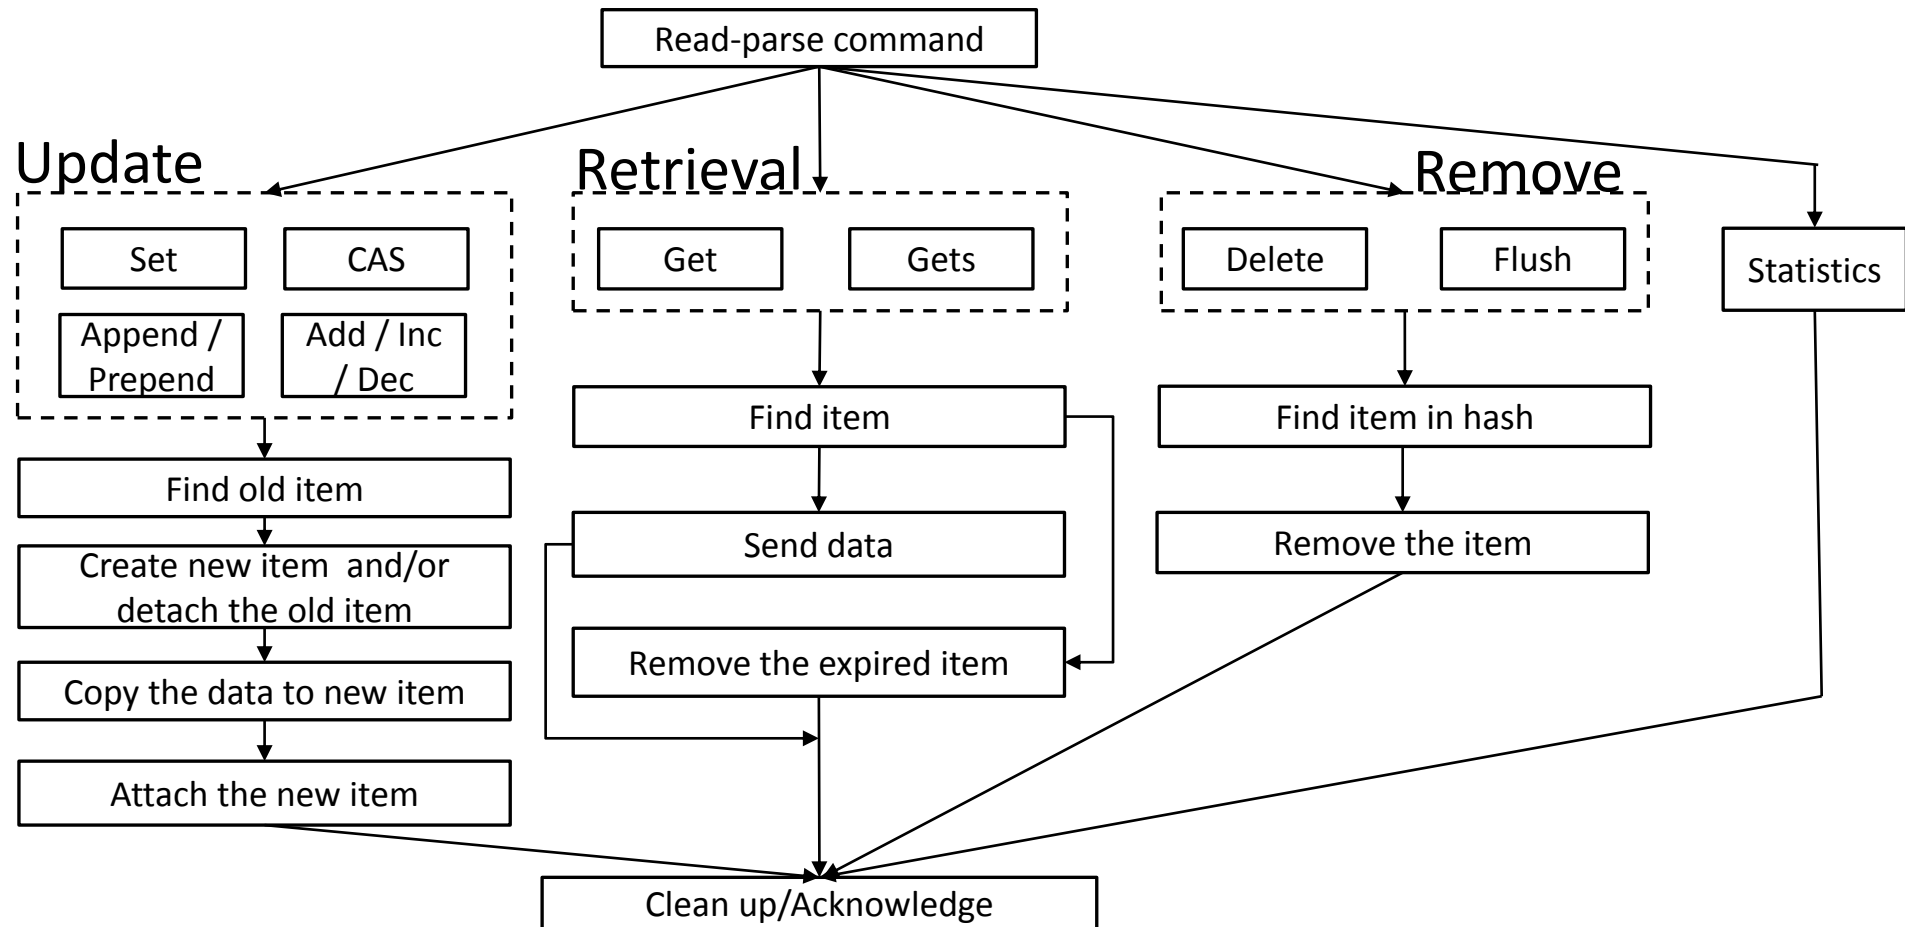 Read-parse command
Update
Retrieval
Remove
Set
CAS
Get
Gets
Delete
Flush
Statistics
Append /
Prepend
Add / Inc
/ Dec
Find item
Find item in hash
Find old item
Send data
Remove the item
Create new item and/or
detach the old item
Remove the expired item
Copy the data to new item
Attach the new item
Clean up/Acknowledge